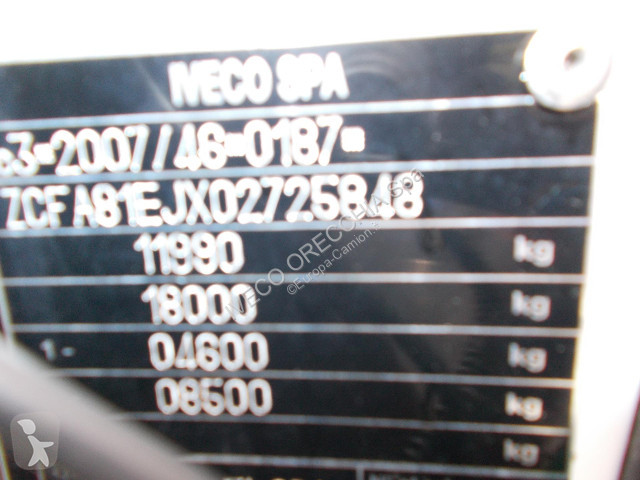 IVECO SPA
e3*2007/46*0187*
ZCFA81EJX02725848
11990 kg
18000 kg
1- 04600 kg
08500 kg
kg
IVECO ORECCHIA Spa
©Europa-Camion